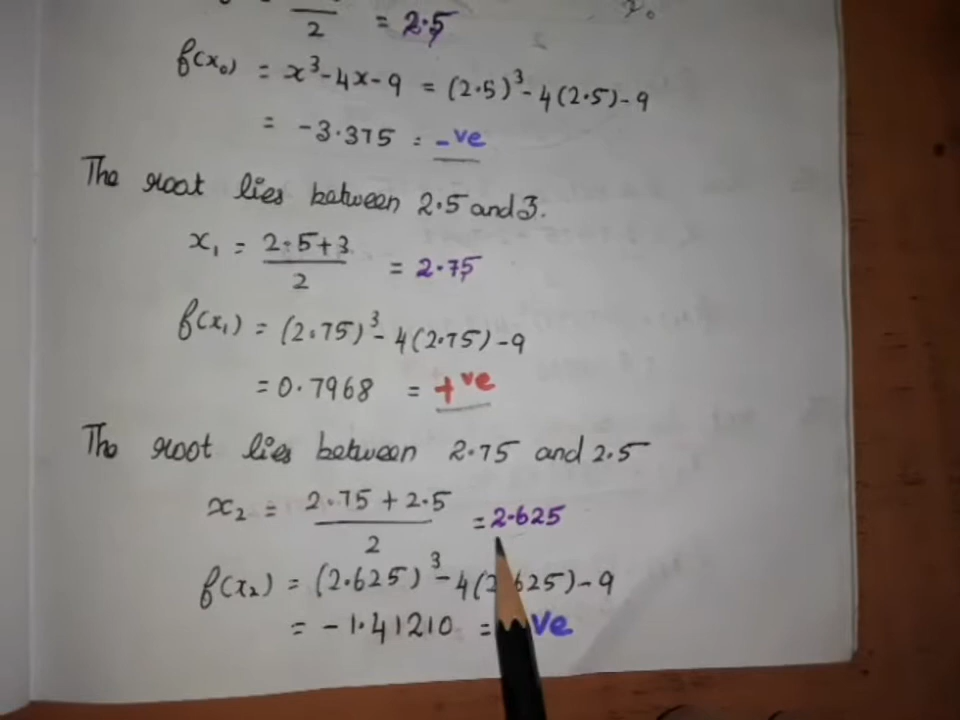 2 = 2.5
f(x₀) = x³-4x-9 = (2.5)³-4(2.5)-9
= -3.375 = -ve
The root lies between 2.5 and 3.
x₁ = 2.5+3 / 2 = 2.75
f(x₁) = (2.75)³-4(2.75)-9
= 0.7968 = +ve
The root lies between 2.75 and 2.5
x₂ = 2.75+2.5 / 2 = 2.625
f(x₂) = (2.625)³-4(2.625)-9
= -1.41210 = ve